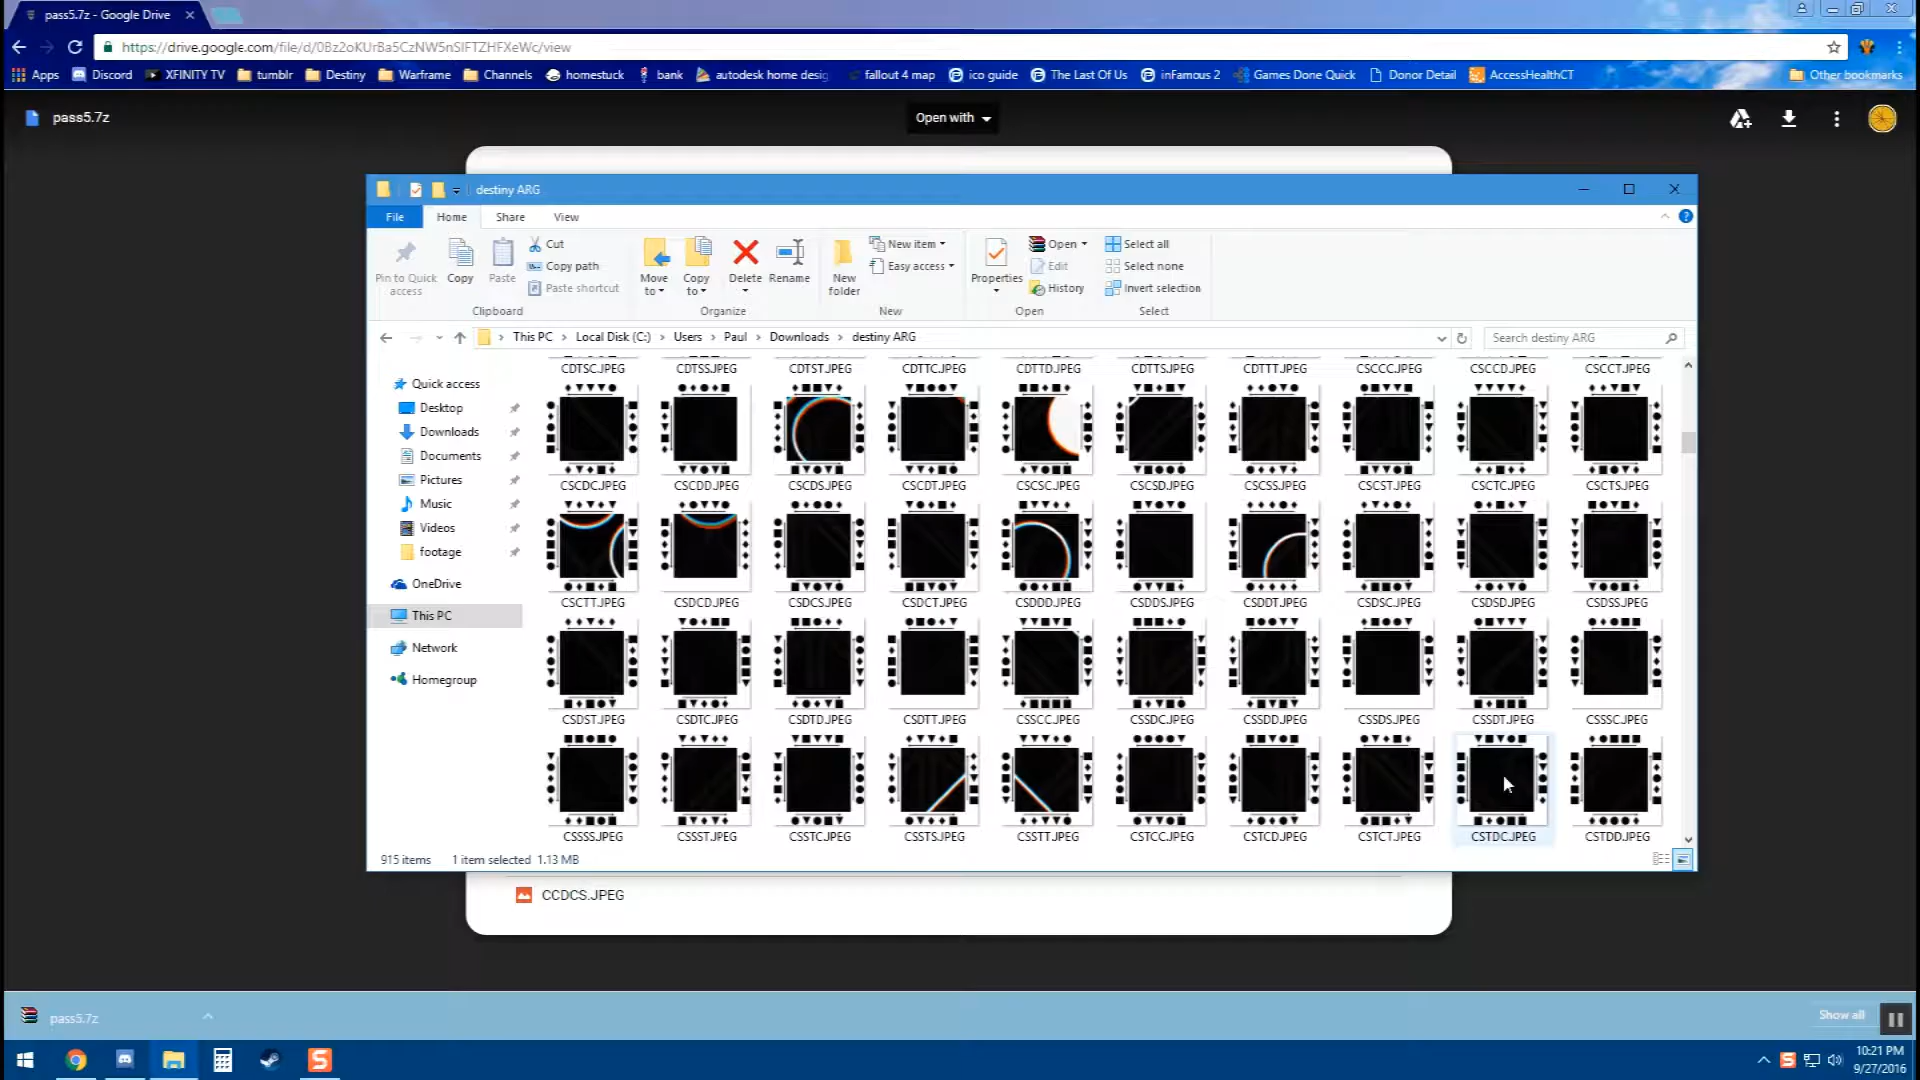 pass5.7z - Google Drive
https://drive.google.com/file/d/0Bz2oKUrBa5CzNW5nSlFTZHFXeWc/view
Apps Discord XFINITY TV tumblr Destiny Warframe Channels homestuck bank autodesk home desig fallout 4 map ico guide The Last Of Us inFamous 2 Games Done Quick Donor Detail AccessHealthCT Other bookmarks
pass5.7z Open with
destiny ARG
File Home Share View
Pin to Quick access
Copy
Paste
Cut
Copy path
Paste shortcut
Clipboard
Move to
Copy to
Delete
Rename
Organize
New folder
New item
Easy access
New
Properties
Open
Edit
History
Open
Select all
Select none
Invert selection
Select
This PC > Local Disk (C:) > Users > Paul > Downloads > destiny ARG
Search destiny ARG
Quick access
Desktop
Downloads
Documents
Pictures
Music
Videos
footage
OneDrive
This PC
Network
Homegroup
CDTSC.JPEG CDTSS.JPEG CDTST.JPEG CDTTC.JPEG CDTTD.JPEG CDTTS.JPEG CDTTT.JPEG CSCCC.JPEG CSCCD.JPEG CSCCT.JPEG
CSCDC.JPEG CSCDD.JPEG CSCDS.JPEG CSCDT.JPEG CSCSC.JPEG CSCSD.JPEG CSCSS.JPEG CSCST.JPEG CSCTC.JPEG CSCTS.JPEG
CSCTT.JPEG CSDCD.JPEG CSDCS.JPEG CSDCT.JPEG CSDDD.JPEG CSDDS.JPEG CSDDT.JPEG CSDSC.JPEG CSDSD.JPEG CSDSS.JPEG
CSDST.JPEG CSDTC.JPEG CSDTD.JPEG CSDTT.JPEG CSSCC.JPEG CSSDC.JPEG CSSDD.JPEG CSSDS.JPEG CSSDT.JPEG CSSSC.JPEG
CSSSS.JPEG CSSST.JPEG CSSTC.JPEG CSSTS.JPEG CSSTT.JPEG CSTCC.JPEG CSTCD.JPEG CSTCT.JPEG CSTDC.JPEG CSTDD.JPEG
915 items 1 item selected 1.13 MB
CCDCS.JPEG
pass5.7z
Show all
10:21 PM
9/27/2016